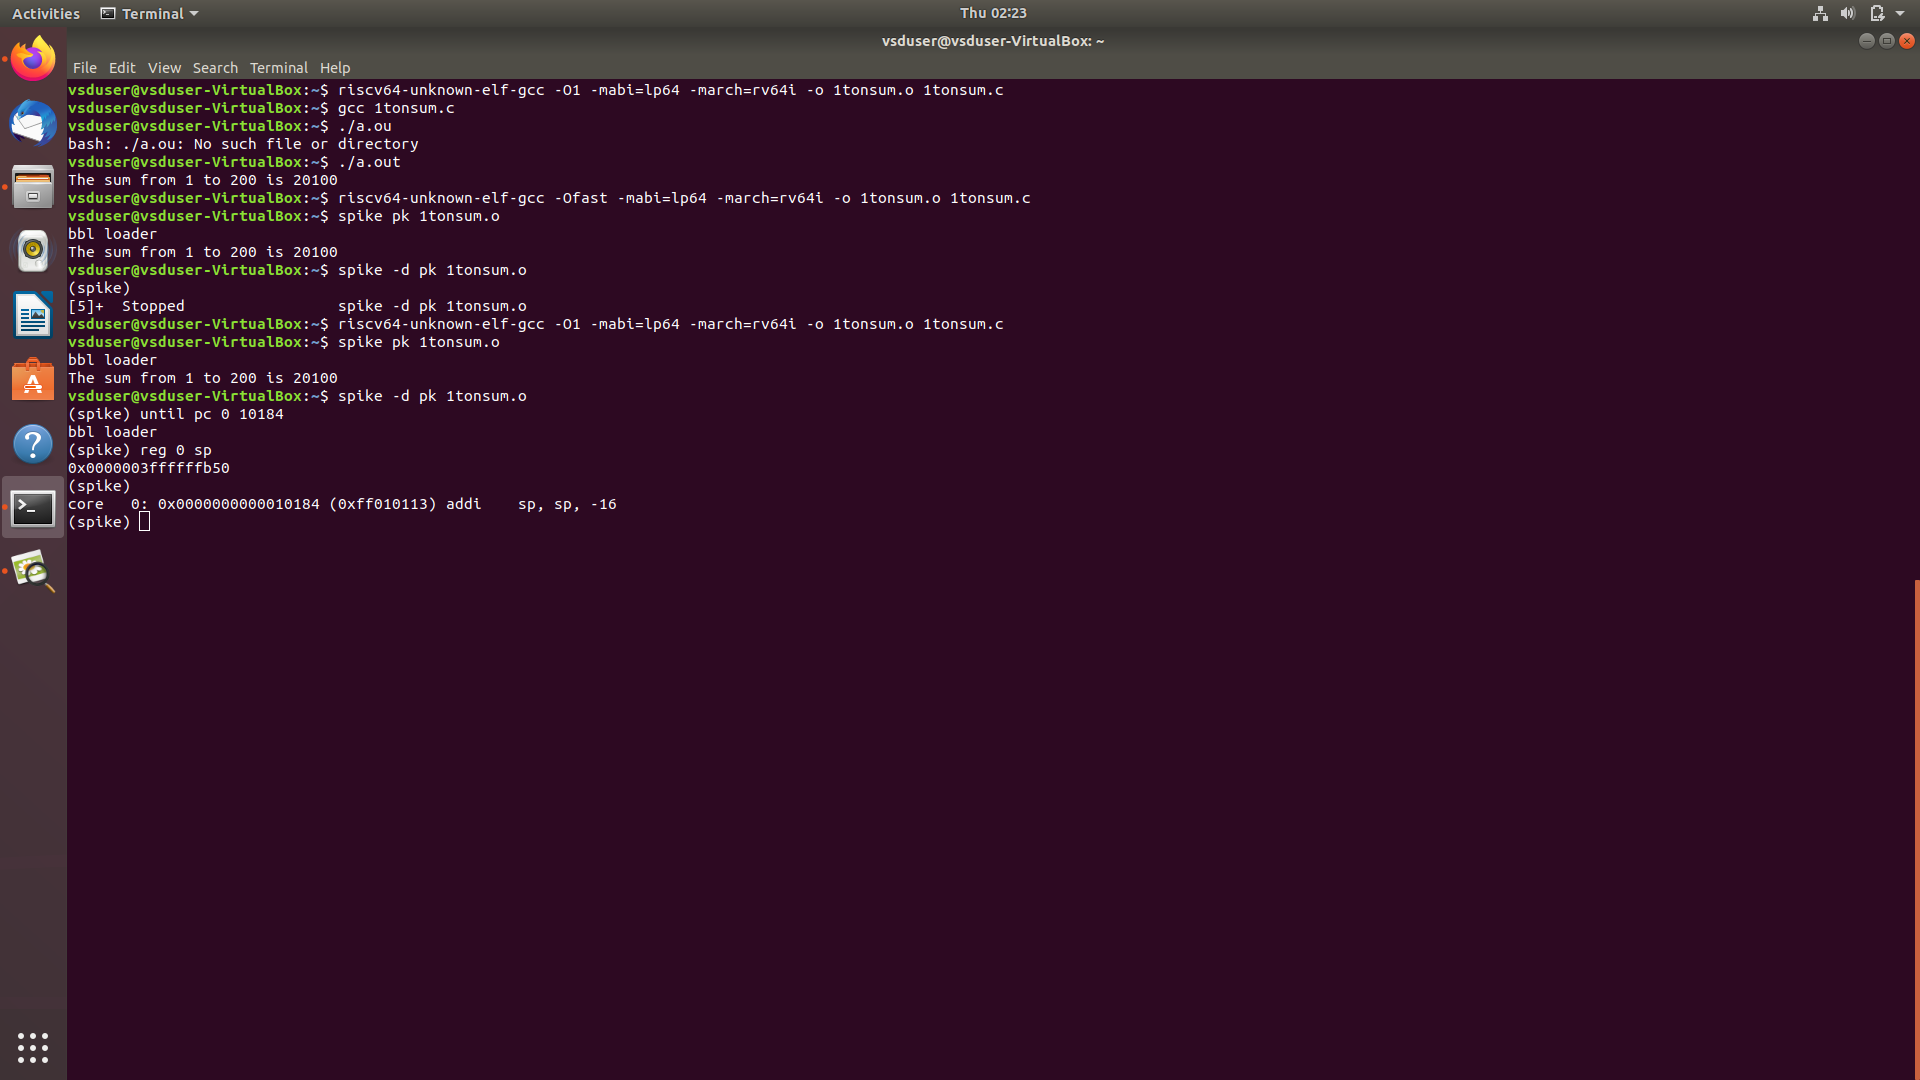 Activities Terminal Thu 02:23
vsduser@vsduser-VirtualBox: ~
File Edit View Search Terminal Help
vsduser@vsduser-VirtualBox:~$ riscv64-unknown-elf-gcc -O1 -mabi=lp64 -march=rv64i -o 1tonsum.o 1tonsum.c
vsduser@vsduser-VirtualBox:~$ gcc 1tonsum.c
vsduser@vsduser-VirtualBox:~$ ./a.ou
bash: ./a.ou: No such file or directory
vsduser@vsduser-VirtualBox:~$ ./a.out
The sum from 1 to 200 is 20100
vsduser@vsduser-VirtualBox:~$ riscv64-unknown-elf-gcc -Ofast -mabi=lp64 -march=rv64i -o 1tonsum.o 1tonsum.c
vsduser@vsduser-VirtualBox:~$ spike pk 1tonsum.o
bbl loader
The sum from 1 to 200 is 20100
vsduser@vsduser-VirtualBox:~$ spike -d pk 1tonsum.o
(spike)
[5]+  Stopped                 spike -d pk 1tonsum.o
vsduser@vsduser-VirtualBox:~$ riscv64-unknown-elf-gcc -O1 -mabi=lp64 -march=rv64i -o 1tonsum.o 1tonsum.c
vsduser@vsduser-VirtualBox:~$ spike pk 1tonsum.o
bbl loader
The sum from 1 to 200 is 20100
vsduser@vsduser-VirtualBox:~$ spike -d pk 1tonsum.o
(spike) until pc 0 10184
bbl loader
(spike) reg 0 sp
0x0000003ffffffb50
(spike)
core   0: 0x0000000000010184 (0xff010113) addi    sp, sp, -16
(spike)